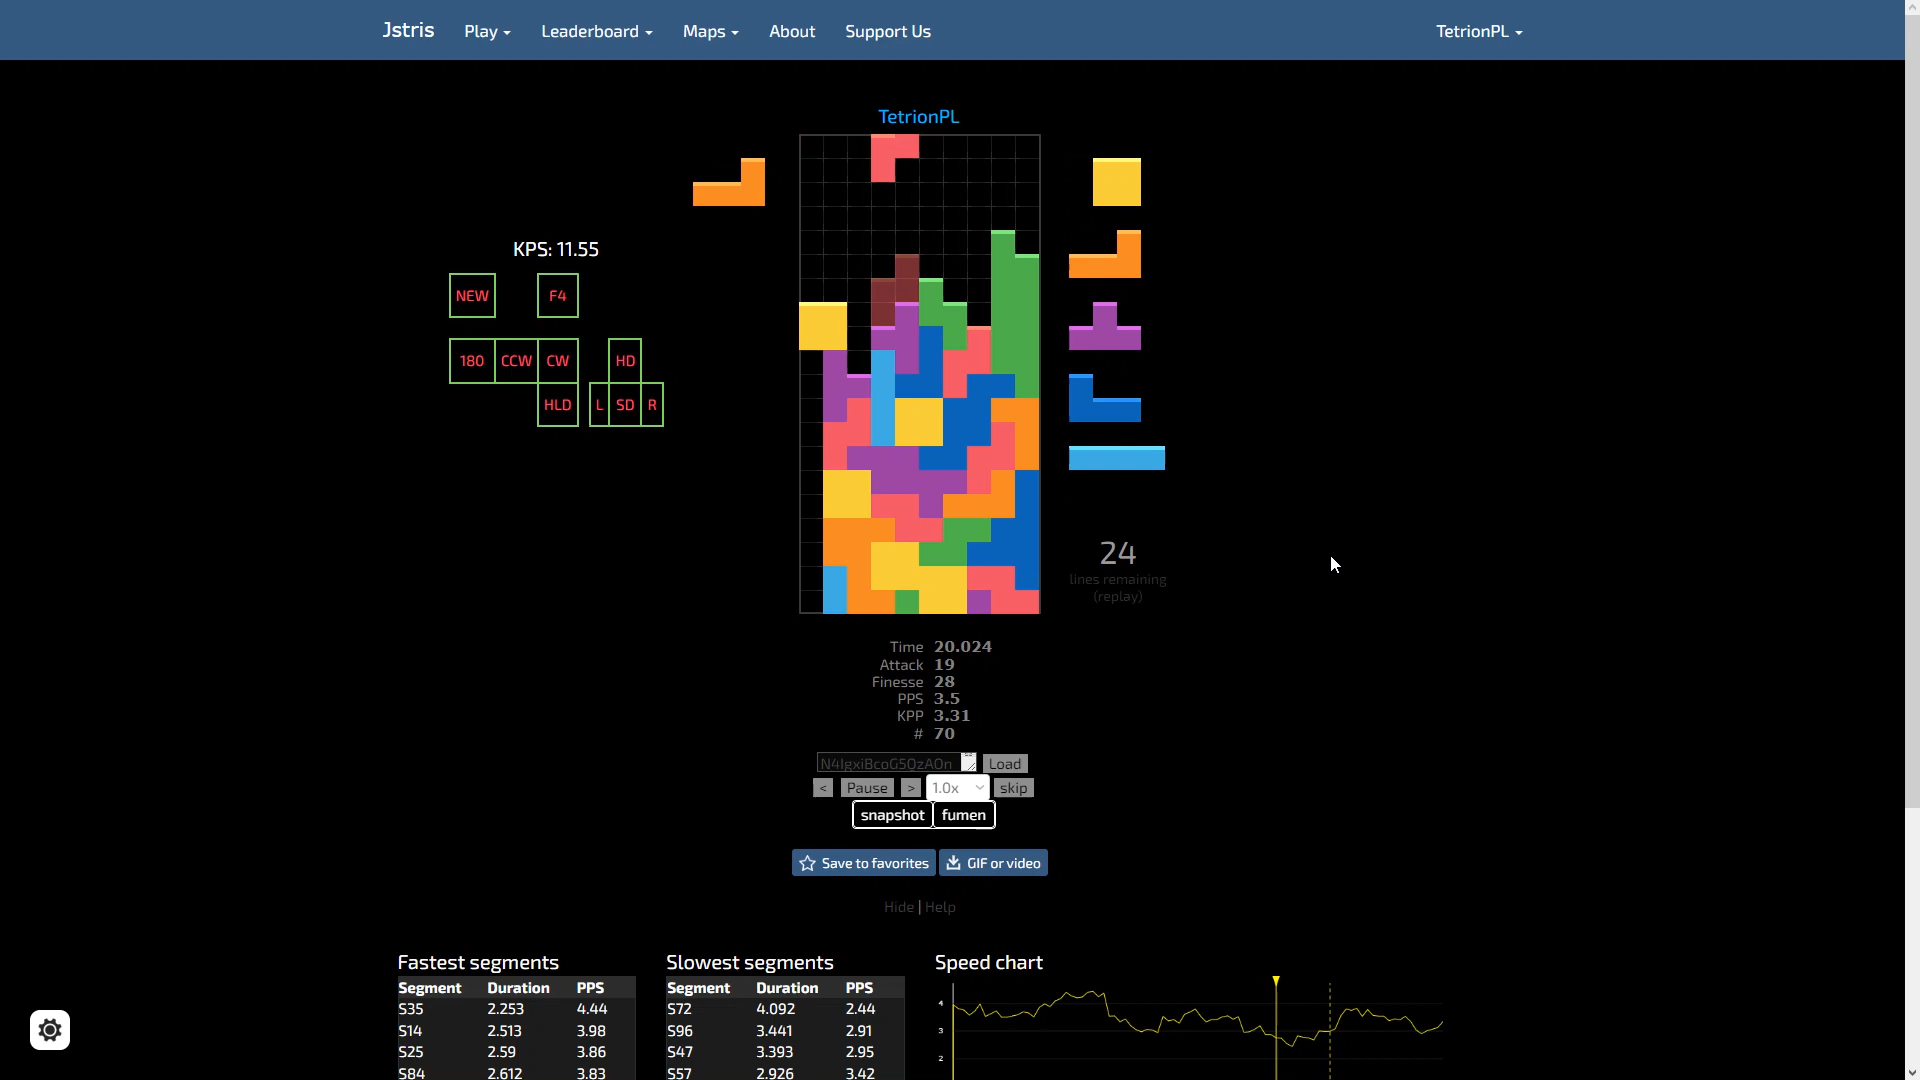 Jstris Play Leaderboard Maps About Support Us TetrionPL
TetrionPL
KPS: 11.55
NEW F4
180 CCW CW HD
HLD L SD R
24
lines remaining
(replay)
Time 20.024
Attack 19
Finesse 28
PPS 3.5
KPP 3.31
# 70
N4IgxiBcoG5QzAOn Load
< Pause > 1.0x skip
snapshot fumen
Save to favorites GIF or video
Hide | Help
Fastest segments
Segment Duration PPS
S35 2.253 4.44
S14 2.513 3.98
S25 2.59 3.86
S84 2.612 3.83
Slowest segments
Segment Duration PPS
S72 4.092 2.44
S96 3.441 2.91
S47 3.393 2.95
S57 2.926 3.42
Speed chart
4
3
2